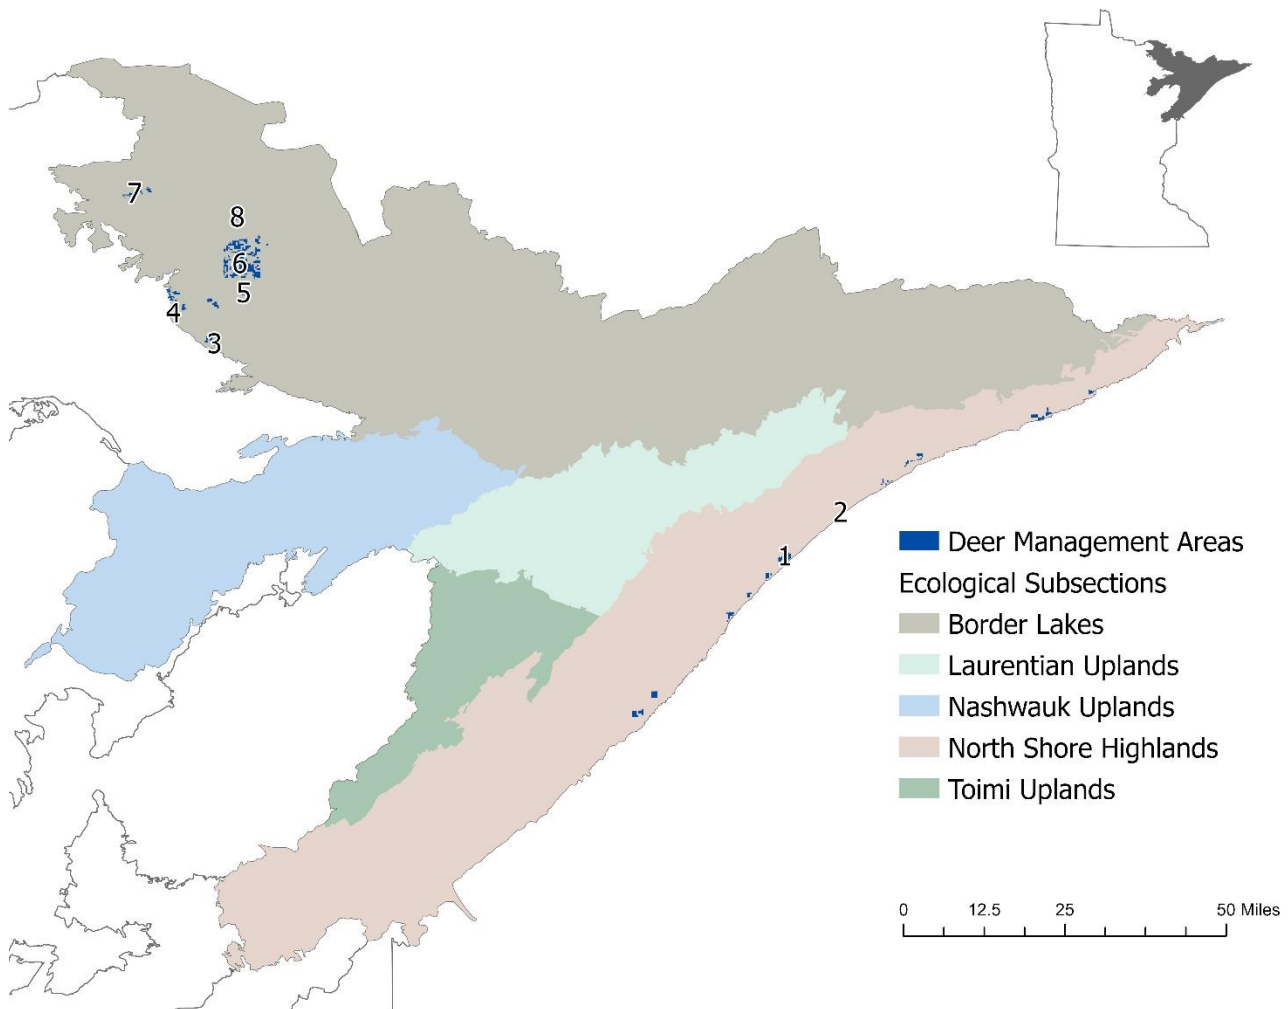 7
8
6
5
4
3
2
1
Deer Management Areas
Ecological Subsections
Border Lakes
Laurentian Uplands
Nashwauk Uplands
North Shore Highlands
Toimi Uplands
0 12.5 25 50 Miles